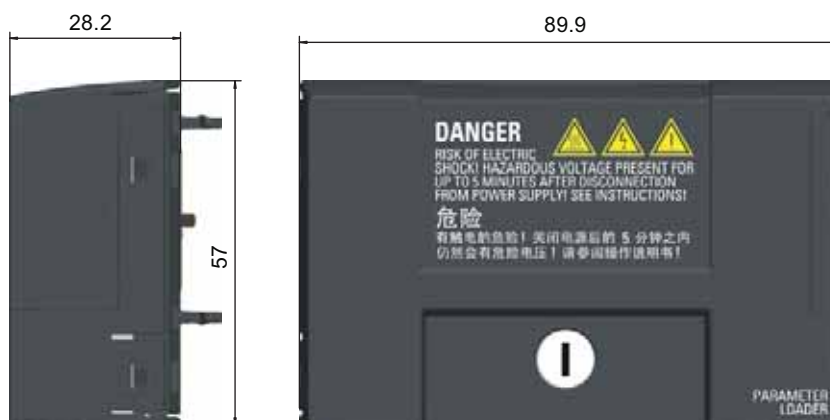 28.2
89.9
57
DANGER
RISK OF ELECTRIC
SHOCK! HAZARDOUS VOLTAGE PRESENT FOR
UP TO 5 MINUTES AFTER DISCONNECTION
FROM POWER SUPPLY! SEE INSTRUCTIONS!
危险
有触电的危险！关闭电源后的 5 分钟之内
仍然会有危险电压！请参阅操作说明书！
I
PARAMETER
LOADER